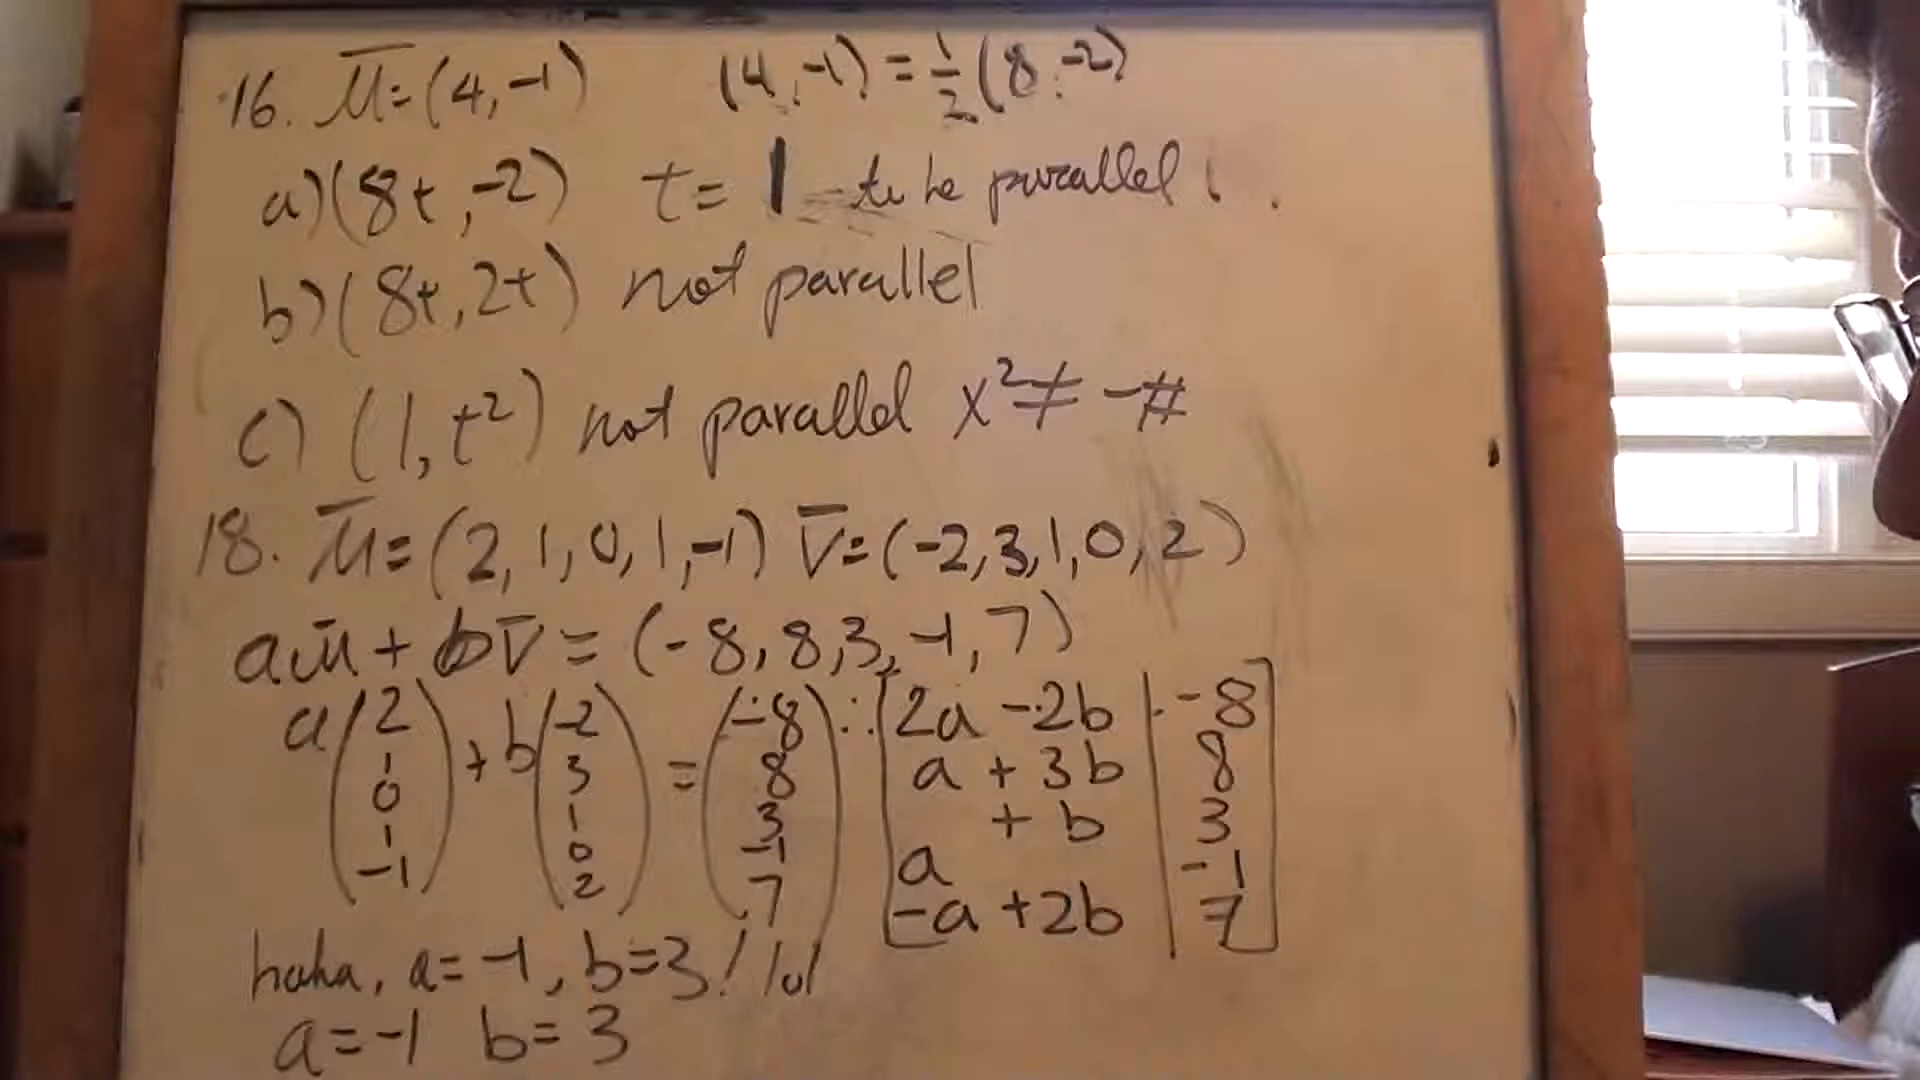 16. u̅=(4,-1) (4,-1)=½(8,-2)
a)(8t,-2) t=1 to be parallel
b)(8t,2t) not parallel
c) (1,t²) not parallel x²≠-#
18. u̅=(2,1,0,1,-1) v̅=(-2,3,1,0,2)
au̅+bv̅=(-8,8,3,-1,7)
a(2 1 0 1 -1)+b(-2 3 1 0 2)=(-8 8 3 -1 7)∴[2a-2b | -8
a+3b | 8
+b | 3
a | -1
-a+2b | 7]
haha, a=-1, b=3! lol
a=-1 b=3